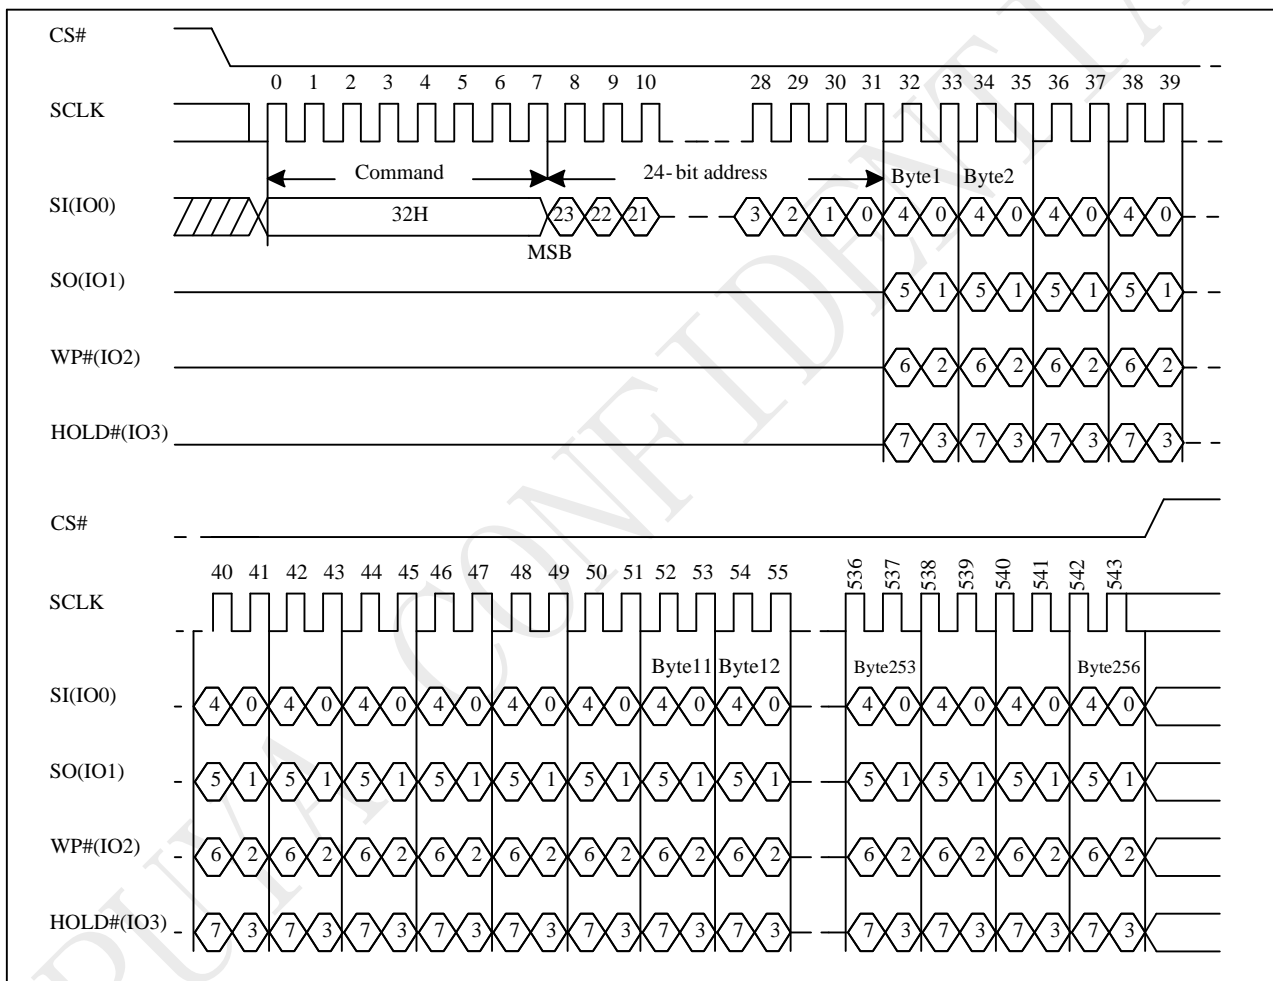 CS#
0 1 2 3 4 5 6 7 8 9 10 28 29 30 31 32 33 34 35 36 37 38 39
SCLK
Command 24-bit address Byte1 Byte2
SI(IO0) 32H 23 22 21 3 2 1 0 4 0 4 0 4 0 4 0
MSB
SO(IO1) 5 1 5 1 5 1 5 1
WP#(IO2) 6 2 6 2 6 2 6 2
HOLD#(IO3) 7 3 7 3 7 3 7 3
CS#
40 41 42 43 44 45 46 47 48 49 50 51 52 53 54 55 536 537 538 539 540 541 542 543
SCLK
Byte11 Byte12 Byte253 Byte256
SI(IO0) 4 0 4 0 4 0 4 0 4 0 4 0 4 0 4 0 4 0 4 0 4 0 4 0
SO(IO1) 5 1 5 1 5 1 5 1 5 1 5 1 5 1 5 1 5 1 5 1 5 1 5 1
WP#(IO2) 6 2 6 2 6 2 6 2 6 2 6 2 6 2 6 2 6 2 6 2 6 2 6 2
HOLD#(IO3) 7 3 7 3 7 3 7 3 7 3 7 3 7 3 7 3 7 3 7 3 7 3 7 3
PUYA CONFIDENTIA